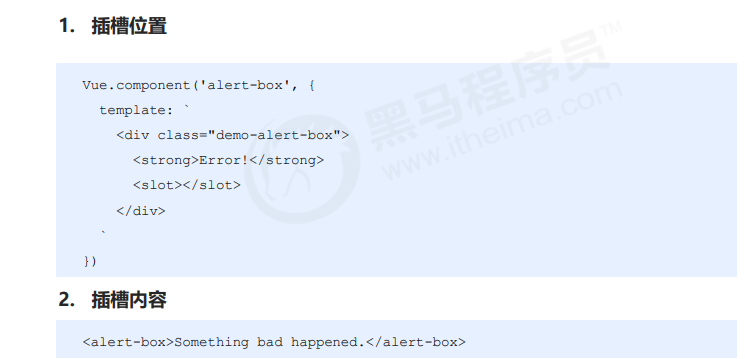 1. 插槽位置
Vue.component('alert-box', {
template: `
<div class="demo-alert-box">
<strong>Error!</strong>
<slot></slot>
</div>
`
})
黑马程序员™
www.itheima.com
2. 插槽内容
<alert-box>Something bad happened.</alert-box>